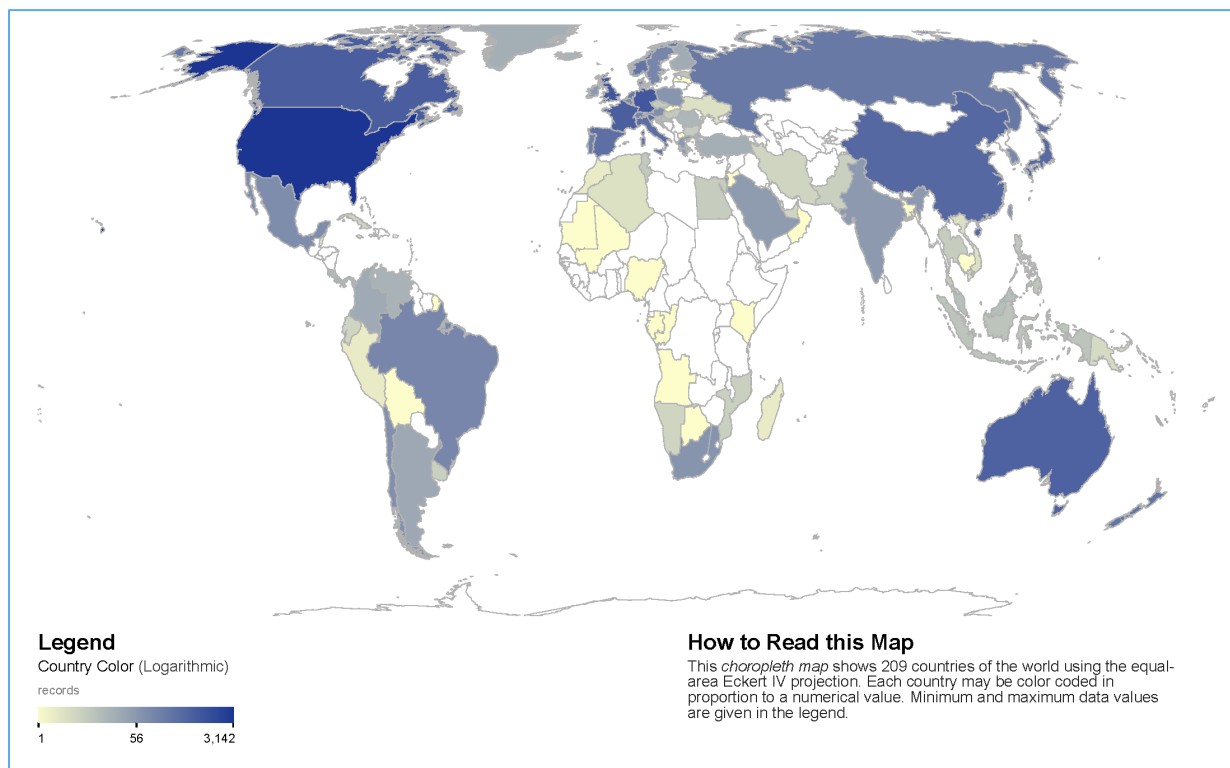 Legend
Country Color (Logarithmic)
records
1 56 3,142
How to Read this Map
This choropleth map shows 209 countries of the world using the equal-
area Eckert IV projection. Each country may be color coded in
proportion to a numerical value. Minimum and maximum data values
are given in the legend.